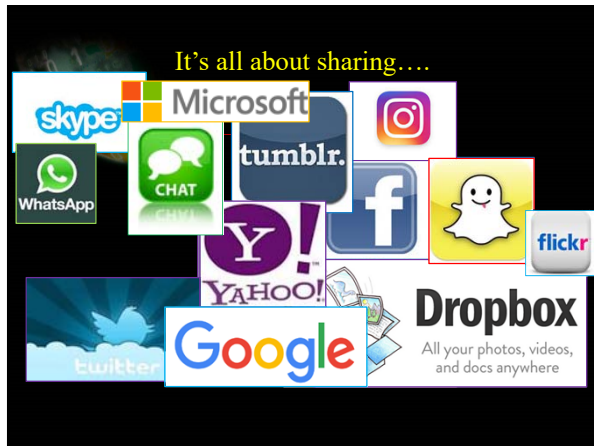 It's all about sharing….
skype
Microsoft
WhatsApp
CHAT
tumblr.
f
Y!
YAHOO!
flickr
twitter
Google
Dropbox
All your photos, videos,
and docs anywhere